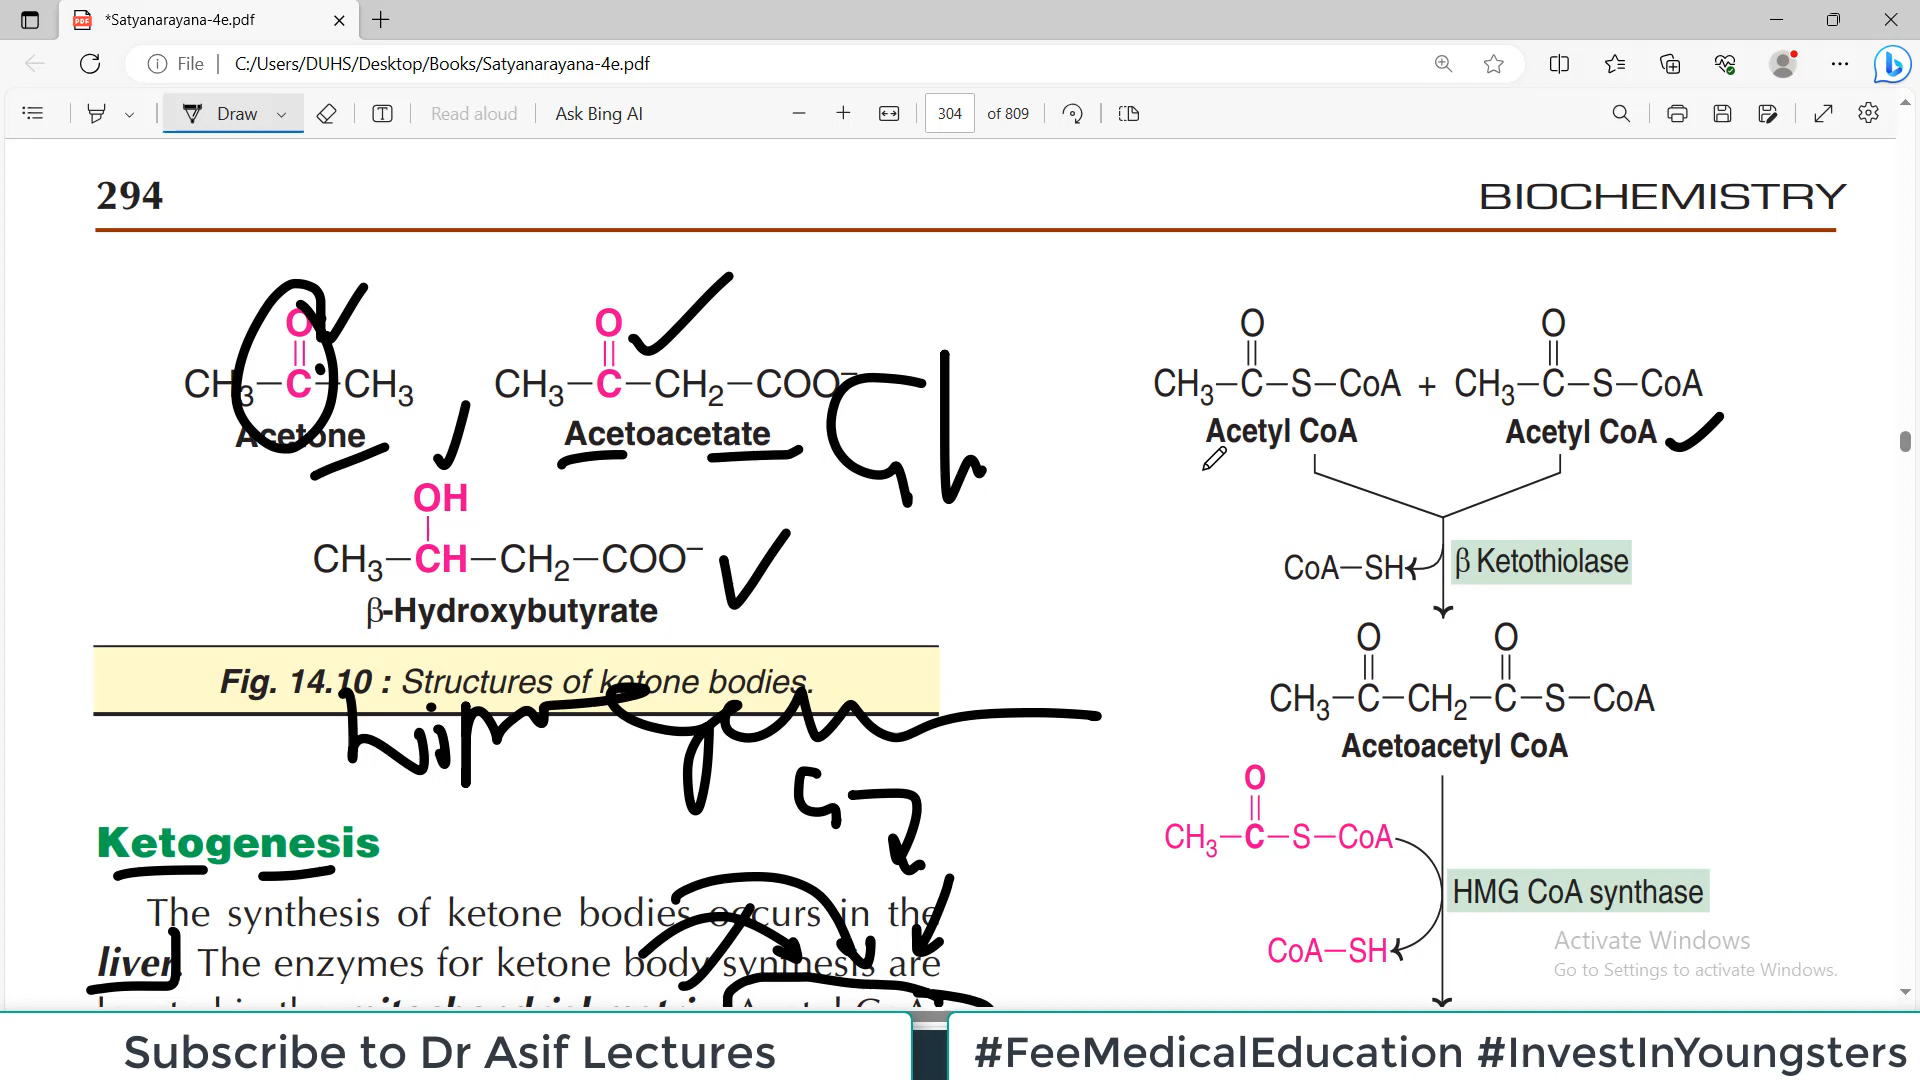 *Satyanarayana-4e.pdf
File | C:/Users/DUHS/Desktop/Books/Satyanarayana-4e.pdf
Draw
Read aloud
Ask Bing AI
304 of 809
294
BIOCHEMISTRY
O
CH3–C–CH3
Acetone
O
CH3–C–CH2–COO–
Acetoacetate
OH
CH3–CH–CH2–COO–
β-Hydroxybutyrate
Fig. 14.10 : Structures of ketone bodies.
Ketogenesis
The synthesis of ketone bodies occurs in the
liver. The enzymes for ketone body synthesis are
O
O
CH3–C–S–CoA + CH3–C–S–CoA
Acetyl CoA
Acetyl CoA
CoA–SH
β Ketothiolase
O
O
CH3–C–CH2–C–S–CoA
Acetoacetyl CoA
O
CH3–C–S–CoA
HMG CoA synthase
CoA–SH
Activate Windows
Go to Settings to activate Windows.
Subscribe to Dr Asif Lectures
#FeeMedicalEducation #InvestInYoungsters